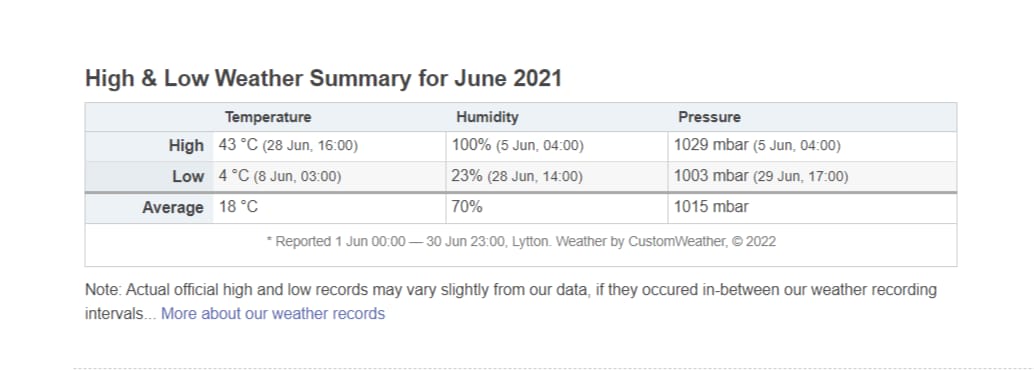 High & Low Weather Summary for June 2021
Temperature Humidity Pressure
High 43 °C (28 Jun, 16:00) 100% (5 Jun, 04:00) 1029 mbar (5 Jun, 04:00)
Low 4 °C (8 Jun, 03:00) 23% (28 Jun, 14:00) 1003 mbar (29 Jun, 17:00)
Average 18 °C 70% 1015 mbar
* Reported 1 Jun 00:00 — 30 Jun 23:00, Lytton. Weather by CustomWeather, © 2022
Note: Actual official high and low records may vary slightly from our data, if they occured in-between our weather recording
intervals... More about our weather records